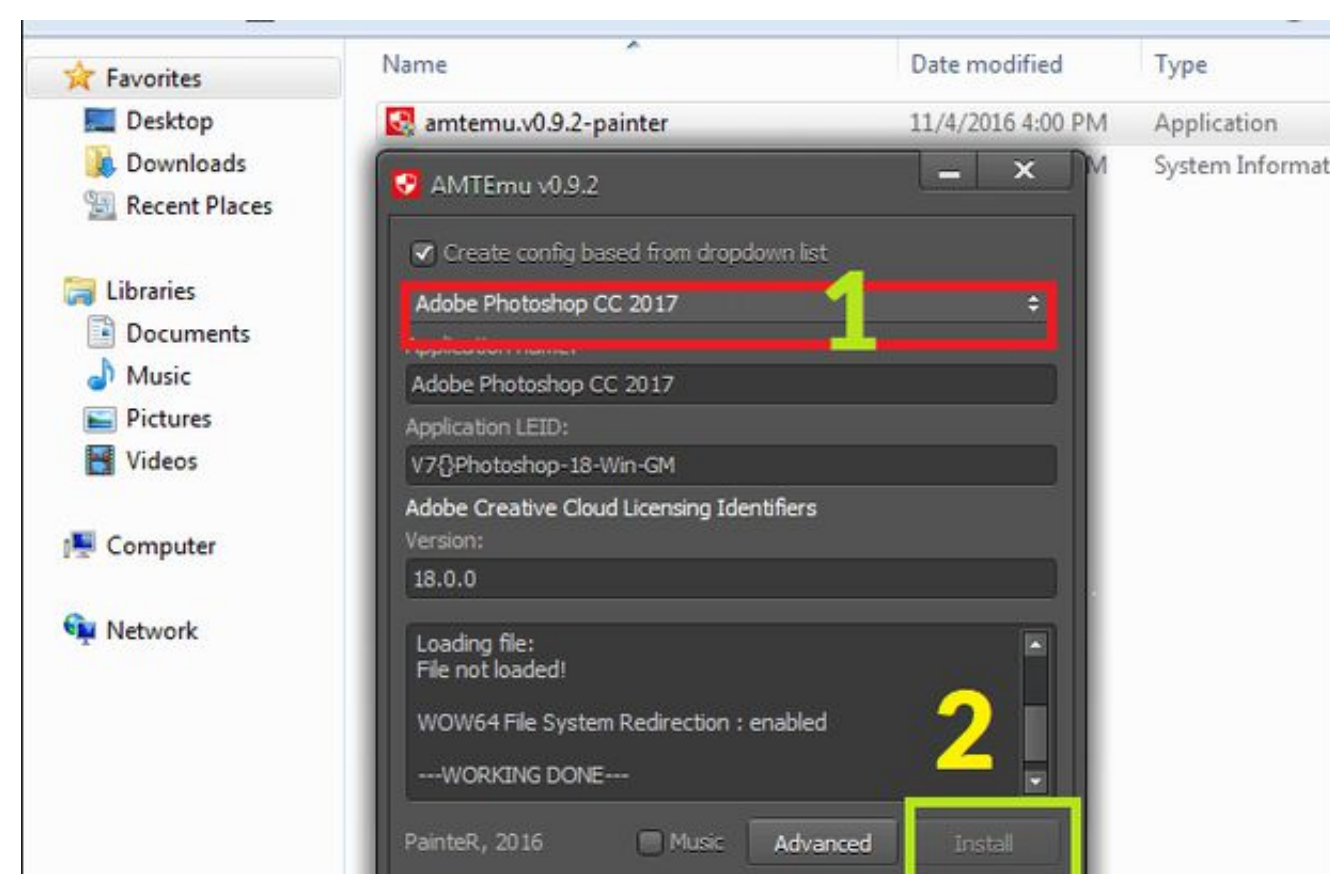 Name Date modified Type
Favorites
Desktop
Downloads
Recent Places
Libraries
Documents
Music
Pictures
Videos
Computer
Network
amtemu.v0.9.2-painter 11/4/2016 4:00 PM Application
M System Informat
AMTEmu v0.9.2
Create config based from dropdown list
1
Adobe Photoshop CC 2017
Application name:
Adobe Photoshop CC 2017
Application LEID:
V7{}Photoshop-18-Win-GM
Adobe Creative Cloud Licensing Identifiers
Version:
18.0.0
Loading file:
File not loaded!
WOW64 File System Redirection : enabled
---WORKING DONE---
2
PainteR, 2016 Music Advanced Install